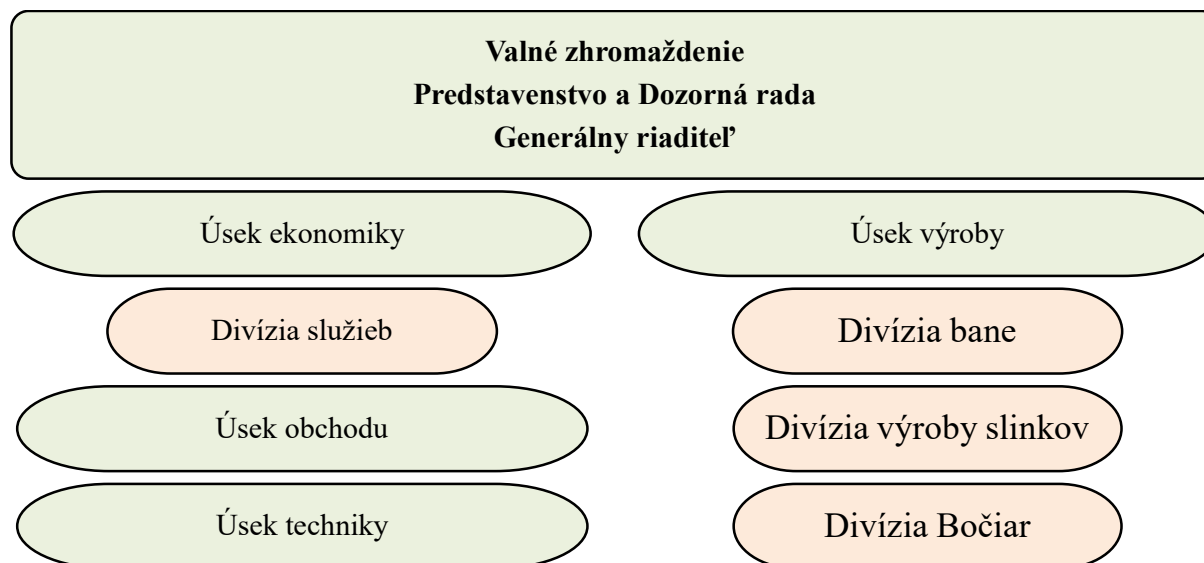 Valné zhromaždenie
Predstavenstvo a Dozorná rada
Generálny riaditeľ
Úsek ekonomiky
Úsek výroby
Divízia služieb
Divízia bane
Úsek obchodu
Divízia výroby slinkov
Úsek techniky
Divízia Bočiar